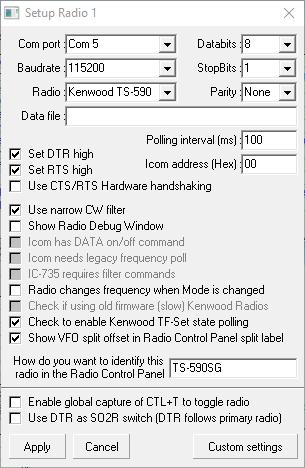 Setup Radio 1
Com port : Com 5 Databits : 8
Baudrate : 115200 StopBits : 1
Radio : Kenwood TS-590 Parity : None
Data file :
Polling interval (ms) : 100
Set DTR high
Icom address (Hex) : 00
Set RTS high
Use CTS/RTS Hardware handshaking
Use narrow CW filter
Show Radio Debug Window
Icom has DATA on/off command
Icom needs legacy frequency poll
IC-735 requires filter commands
Radio changes frequency when Mode is changed
Check if using old firmware (slow) Kenwood Radios
Check to enable Kenwood TF-Set state polling
Show VFO split offset in Radio Control Panel split label
How do you want to identify this
radio in the Radio Control Panel TS-590SG
Enable global capture of CTL+T to toggle radio
Use DTR as SO2R switch (DTR follows primary radio)
Apply Cancel Custom settings